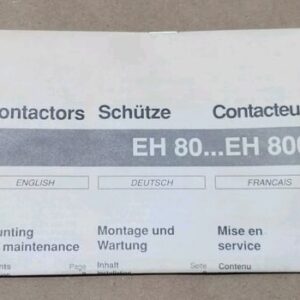 ontactors Schütze Contacteu
EH 80...EH 800
ENGLISH DEUTSCH FRANCAIS
unting Montage und Mise en
maintenance Wartung service
nts Page Inhalt Seite Contenu